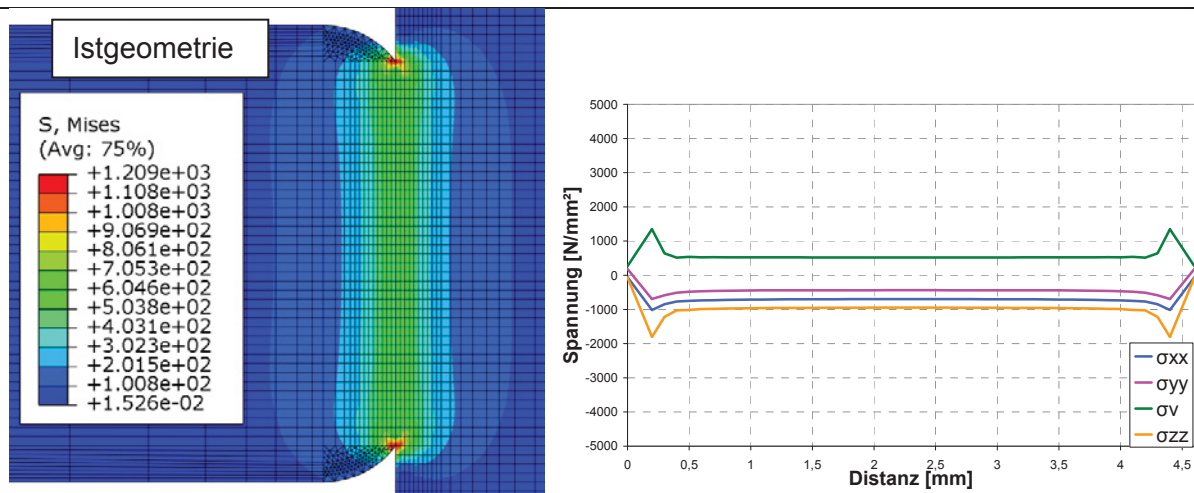 Istgeometrie
S, Mises
(Avg: 75%)
+1.209e+03
+1.108e+03
+1.008e+03
+9.069e+02
+8.061e+02
+7.053e+02
+6.046e+02
+5.038e+02
+4.031e+02
+3.023e+02
+2.015e+02
+1.008e+02
+1.526e-02
Spannung [N/mm²]
5000
4000
3000
2000
1000
0
-1000
-2000
-3000
-4000
-5000
0 0,5 1 1,5 2 2,5 3 3,5 4 4,5
Distanz [mm]
σxx
σyy
σv
σzz